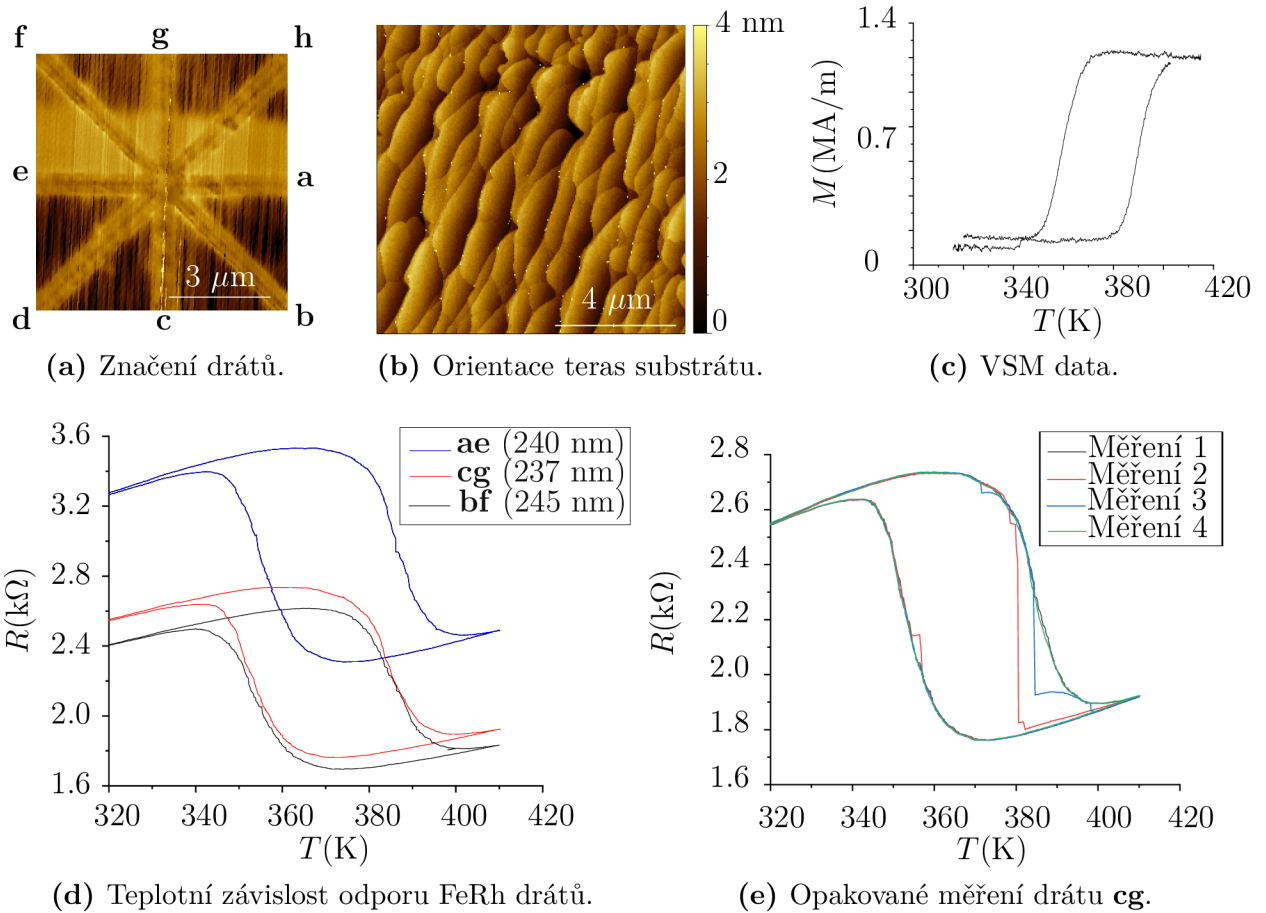 f
g
h
e
a
d
c
b
3 μm
(a) Značení drátů.
4 nm
2
0
4 μm
(b) Orientace teras substrátu.
1.4
0.7
0
M(MA/m)
300
340
380
420
T(K)
(c) VSM data.
3.6
3.2
2.8
2.4
2.0
1.6
R(kΩ)
ae (240 nm)
cg (237 nm)
bf (245 nm)
320
340
360
380
400
420
T(K)
(d) Teplotní závislost odporu FeRh drátů.
2.8
2.6
2.4
2.2
2.0
1.8
1.6
R(kΩ)
Měření 1
Měření 2
Měření 3
Měření 4
320
340
360
380
400
420
T(K)
(e) Opakované měření drátu cg.